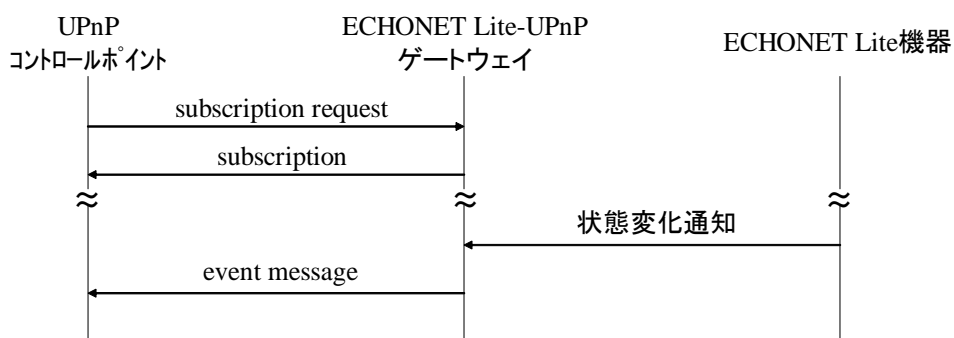 UPnP
コントロールポイント
ECHONET Lite-UPnP
ゲートウェイ
ECHONET Lite機器
subscription request
subscription
≈
≈
≈
状態変化通知
event message